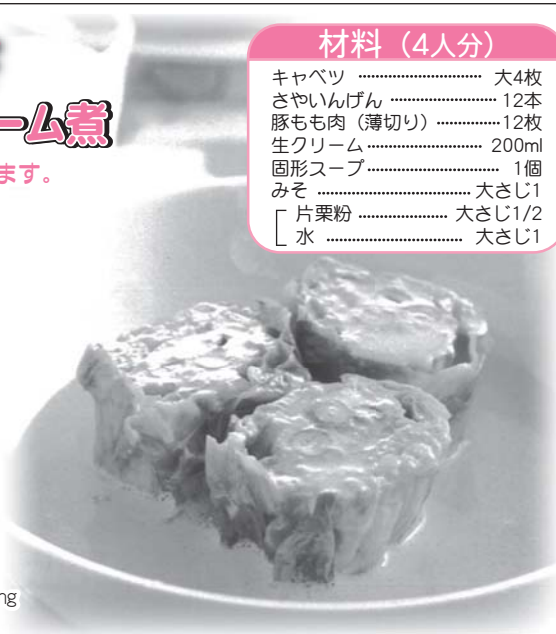 ーム煮
ます。
材料（4人分）
キャベツ ………………………… 大4枚
さやいんげん …………………… 12本
豚もも肉（薄切り）…………… 12枚
生クリーム ……………………… 200ml
固形スープ ………………………… 1個
みそ ……………………………… 大さじ1
片栗粉 ………………… 大さじ1/2
水 ……………………………… 大さじ1
ng